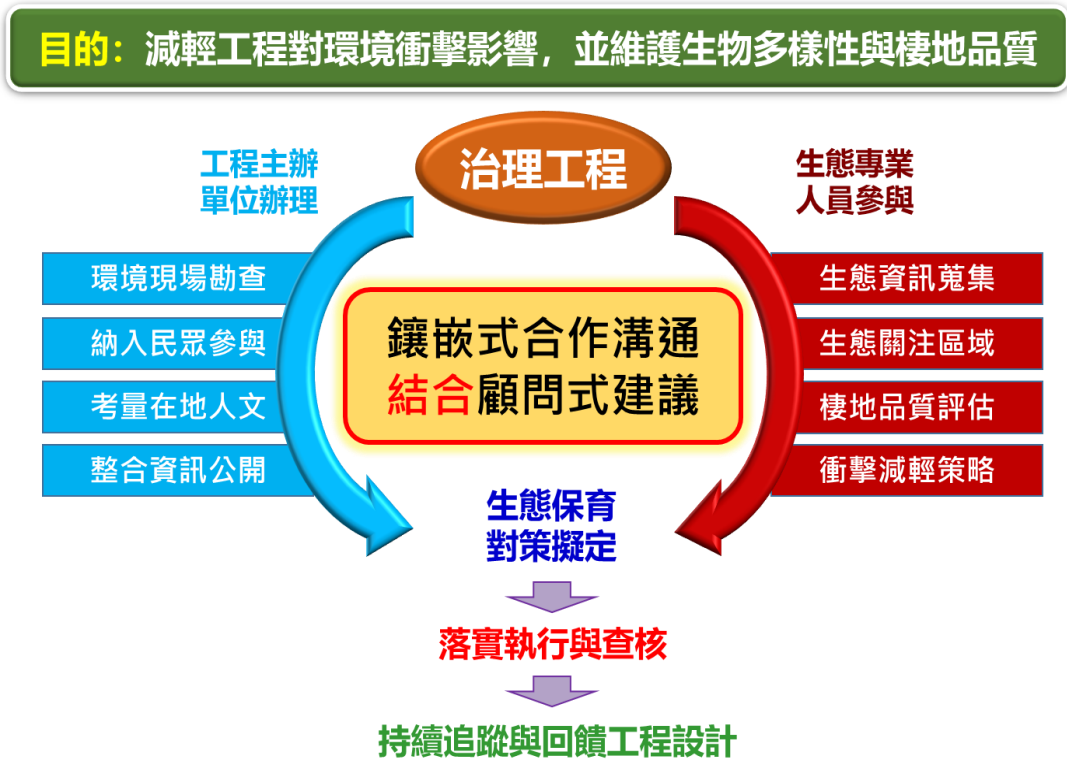 目的：減輕工程對環境衝擊影響，並維護生物多樣性與棲地品質
治理工程
工程主辦
單位辦理
生態專業
人員參與
環境現場勘查
納入民眾參與
考量在地人文
整合資訊公開
鑲嵌式合作溝通
結合顧問式建議
生態資訊蒐集
生態關注區域
棲地品質評估
衝擊減輕策略
生態保育
對策擬定
落實執行與查核
持續追蹤與回饋工程設計